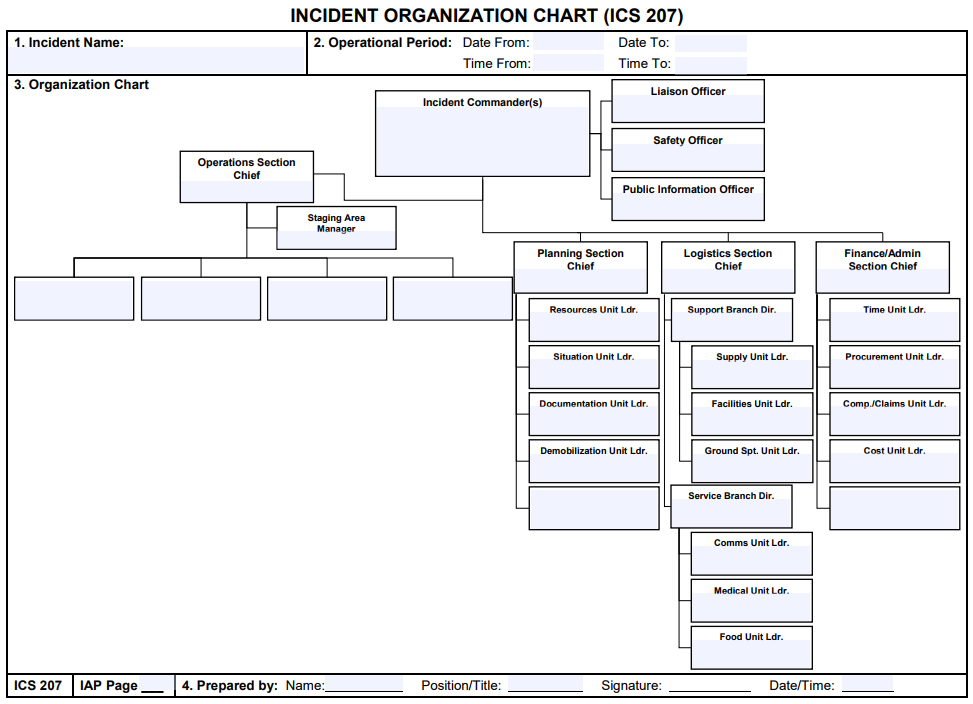 INCIDENT ORGANIZATION CHART (ICS 207)
1. Incident Name:
2. Operational Period: Date From: Date To:
Time From: Time To:
3. Organization Chart
Incident Commander(s)
Liaison Officer
Safety Officer
Public Information Officer
Operations Section
Chief
Staging Area
Manager
Planning Section
Chief
Resources Unit Ldr.
Situation Unit Ldr.
Documentation Unit Ldr.
Demobilization Unit Ldr.
Logistics Section
Chief
Support Branch Dir.
Supply Unit Ldr.
Facilities Unit Ldr.
Ground Spt. Unit Ldr.
Service Branch Dir.
Comms Unit Ldr.
Medical Unit Ldr.
Food Unit Ldr.
Finance/Admin
Section Chief
Time Unit Ldr.
Procurement Unit Ldr.
Comp./Claims Unit Ldr.
Cost Unit Ldr.
ICS 207 IAP Page ___ 4. Prepared by: Name: Position/Title: Signature: Date/Time: